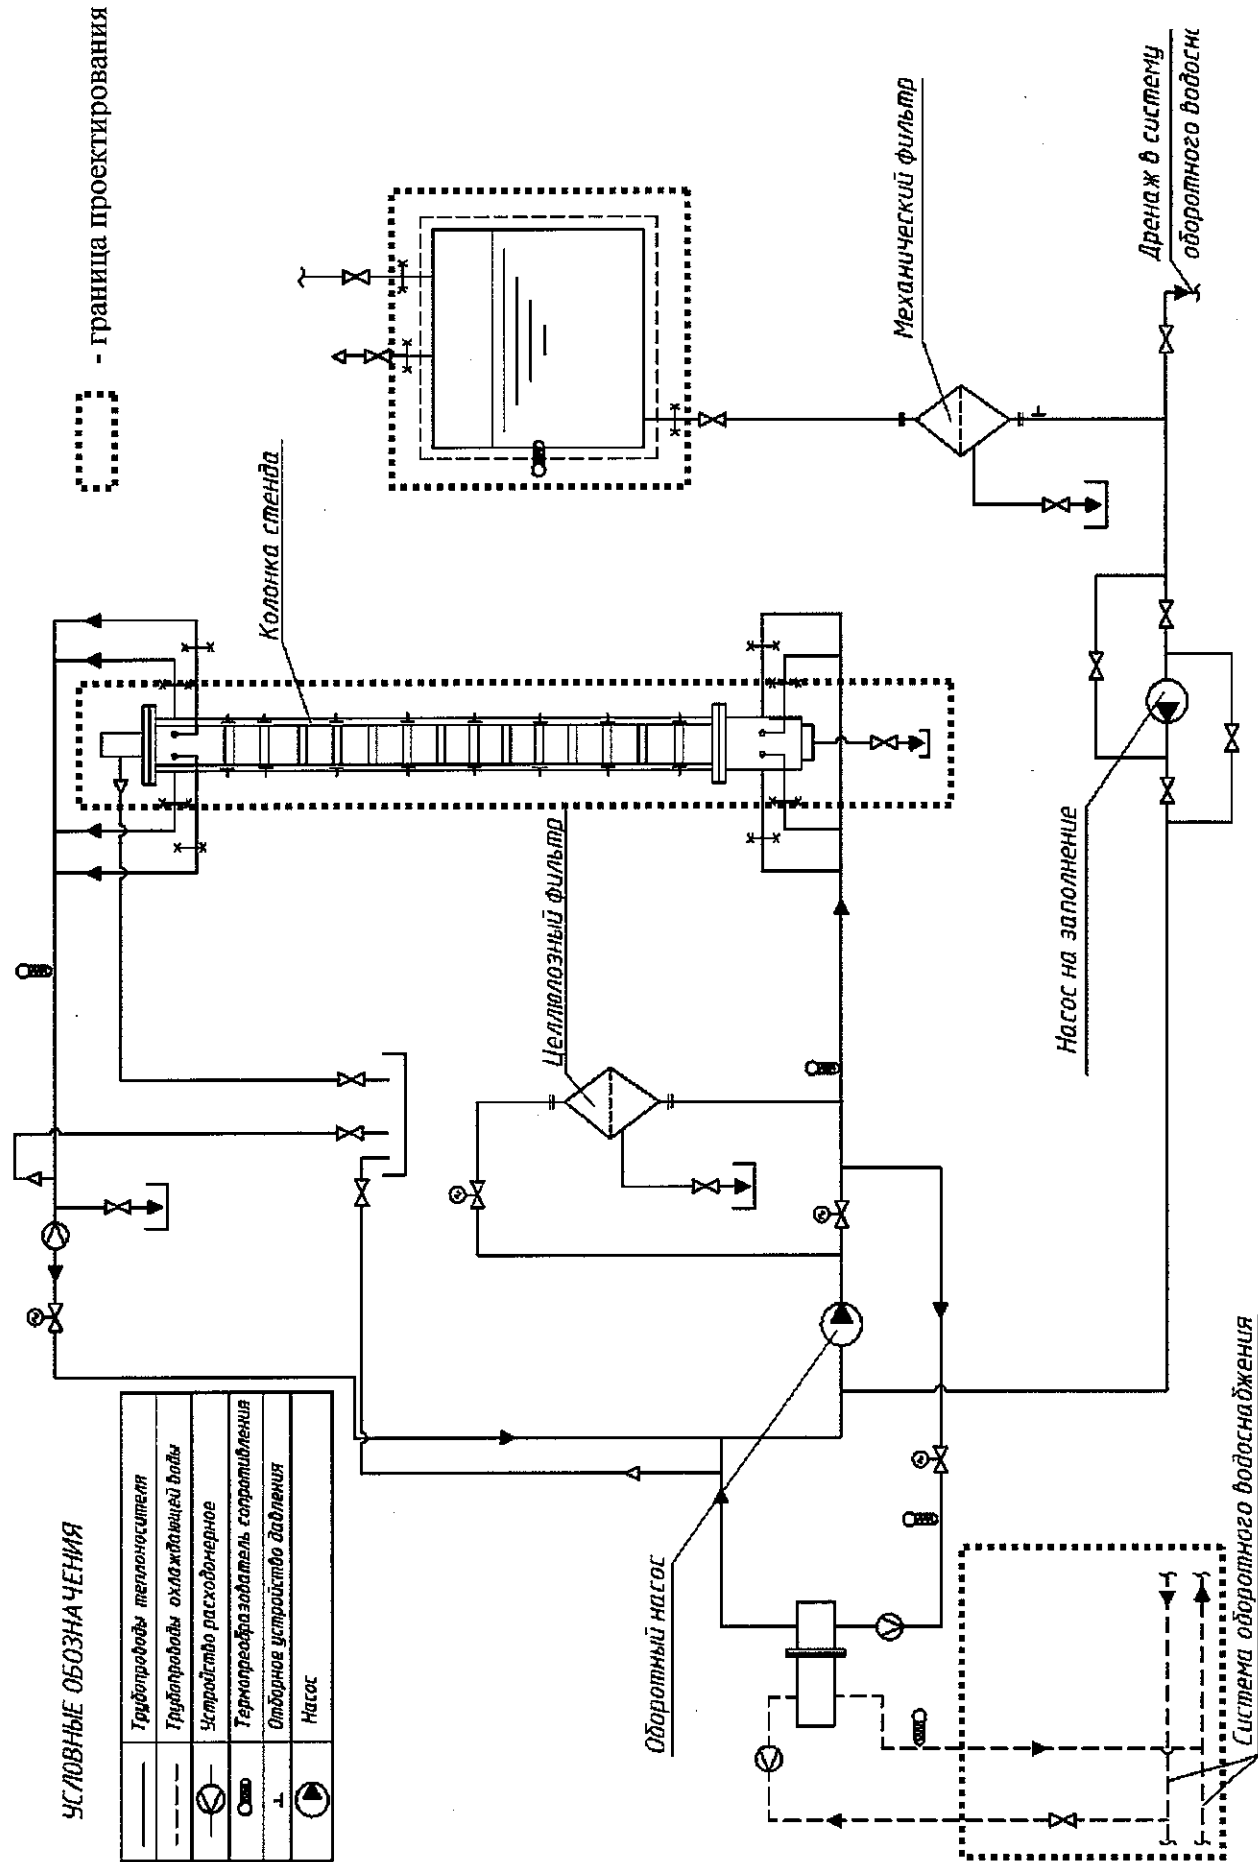 УСЛОВНЫЕ ОБОЗНАЧЕНИЯ
Трубопроводы теплоносителя
Трубопроводы охлаждающей воды
Устройство расходомерное
Термопреобразователь сопротивления
Отборное устройство давления
Насос
- граница проектирования
Колонка стенда
Целлюлозный фильтр
Механический фильтр
Оборотный насос
Насос на заполнение
Дренаж в систему
оборотного водосн
Система оборотного водоснабжения